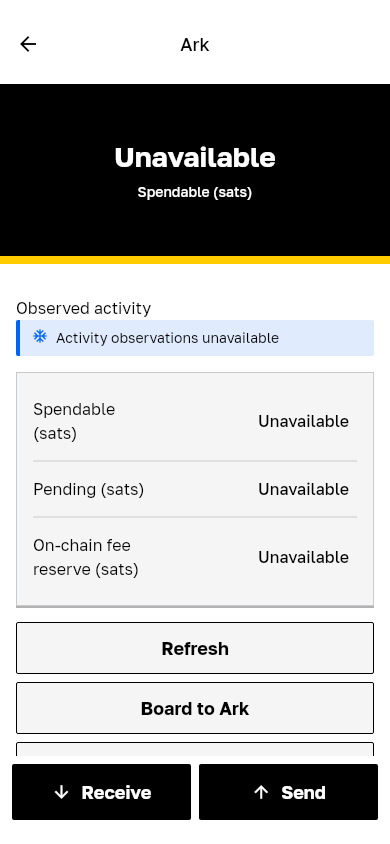 Ark
Unavailable
Spendable (sats)
Observed activity
Activity observations unavailable
Spendable
(sats)
Unavailable
Pending (sats)
Unavailable
On-chain fee
reserve (sats)
Unavailable
Refresh
Board to Ark
Receive
Send